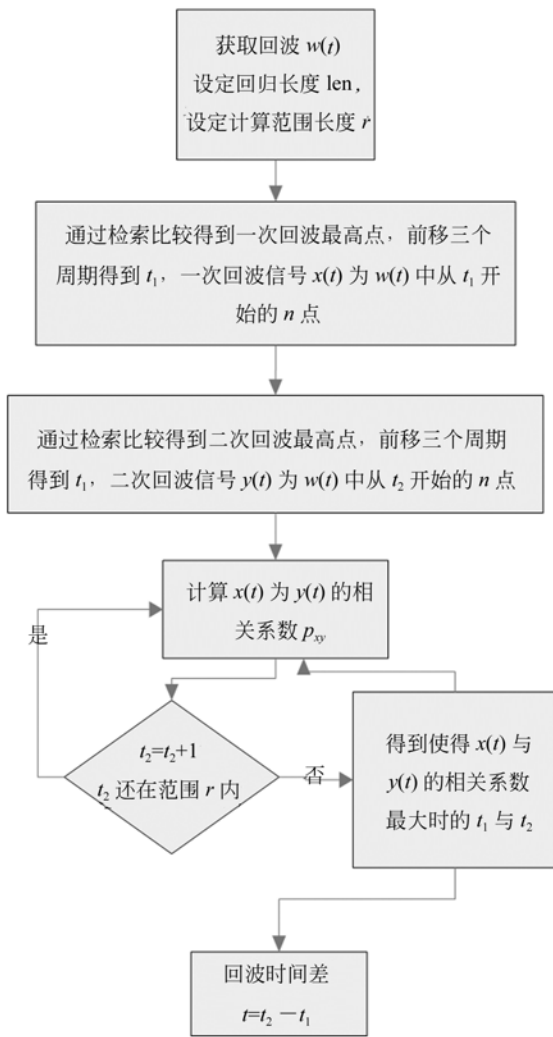 获取回波 w(t)
设定回归长度 len，
设定计算范围长度 r
通过检索比较得到一次回波最高点，前移三个
周期得到 t₁，一次回波信号 x(t) 为 w(t) 中从 t₁ 开
始的 n 点
通过检索比较得到二次回波最高点，前移三个周期
得到 t₁，二次回波信号 y(t) 为 w(t) 中从 t₂ 开始的 n 点
计算 x(t) 为 y(t) 的相
关系数 pxy
是
t₂=t₂+1
t₂ 还在范围 r 内
否
得到使得 x(t) 与
y(t) 的相关系数
最大时的 t₁ 与 t₂
回波时间差
t=t₂－t₁